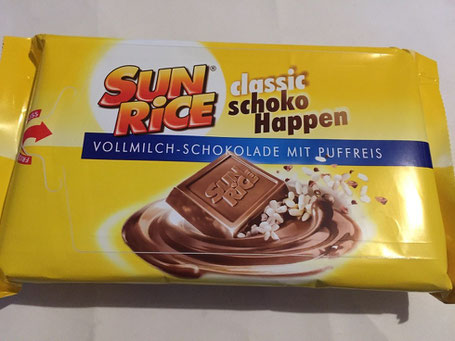 SUN RICE®
classic
schoko
Happen
VOLLMILCH-SCHOKOLADE MIT PUFFREIS
SUN
RICE